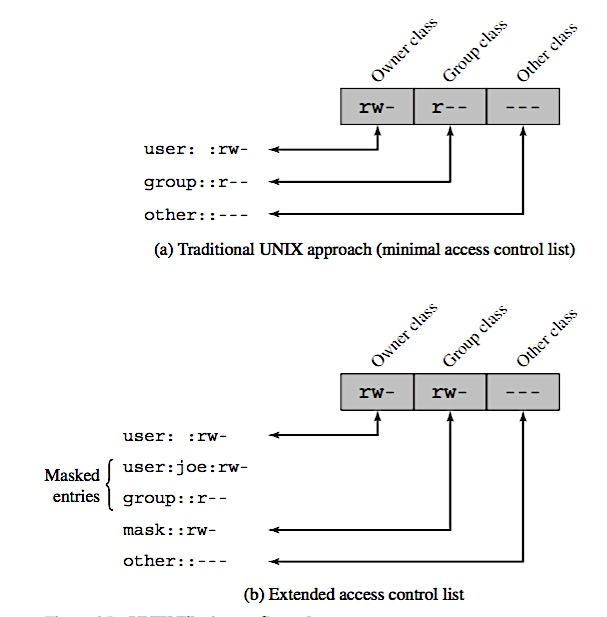 Owner class
Group class
Other class
rw- r-- ---
user: :rw-
group::r--
other::---
(a) Traditional UNIX approach (minimal access control list)
Owner class
Group class
Other class
rw- rw- ---
user: :rw-
Masked entries
user:joe:rw-
group::r--
mask::rw-
other::---
(b) Extended access control list